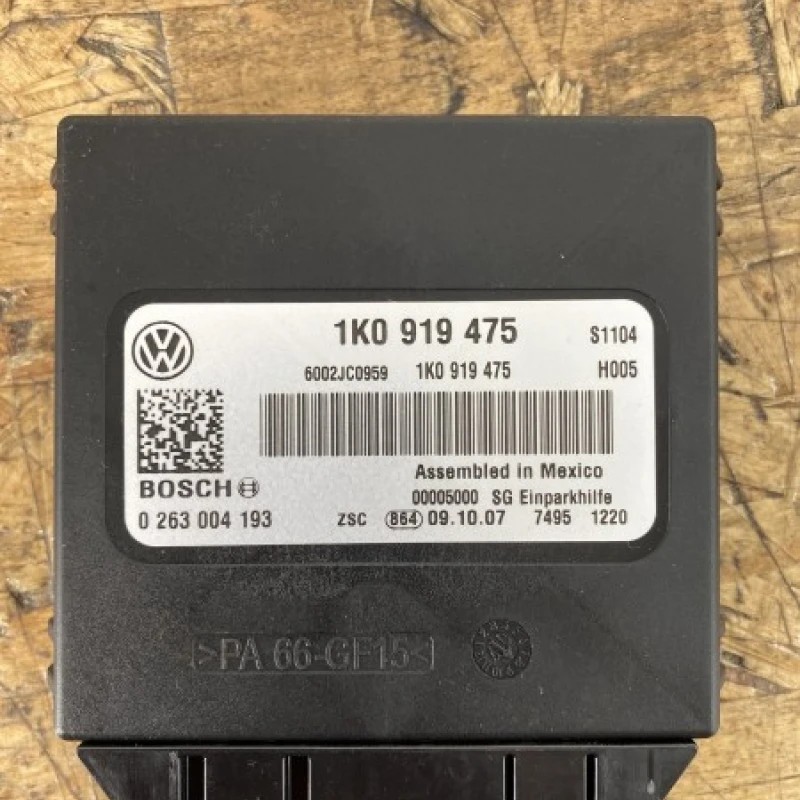 1K0 919 475 S1104
6002JC0959 1K0 919 475 H005
Assembled in Mexico
BOSCH 00005000 SG Einparkhilfe
0 263 004 193 ZSC 864 09.10.07 7495 1220
>PA 66-GF15<